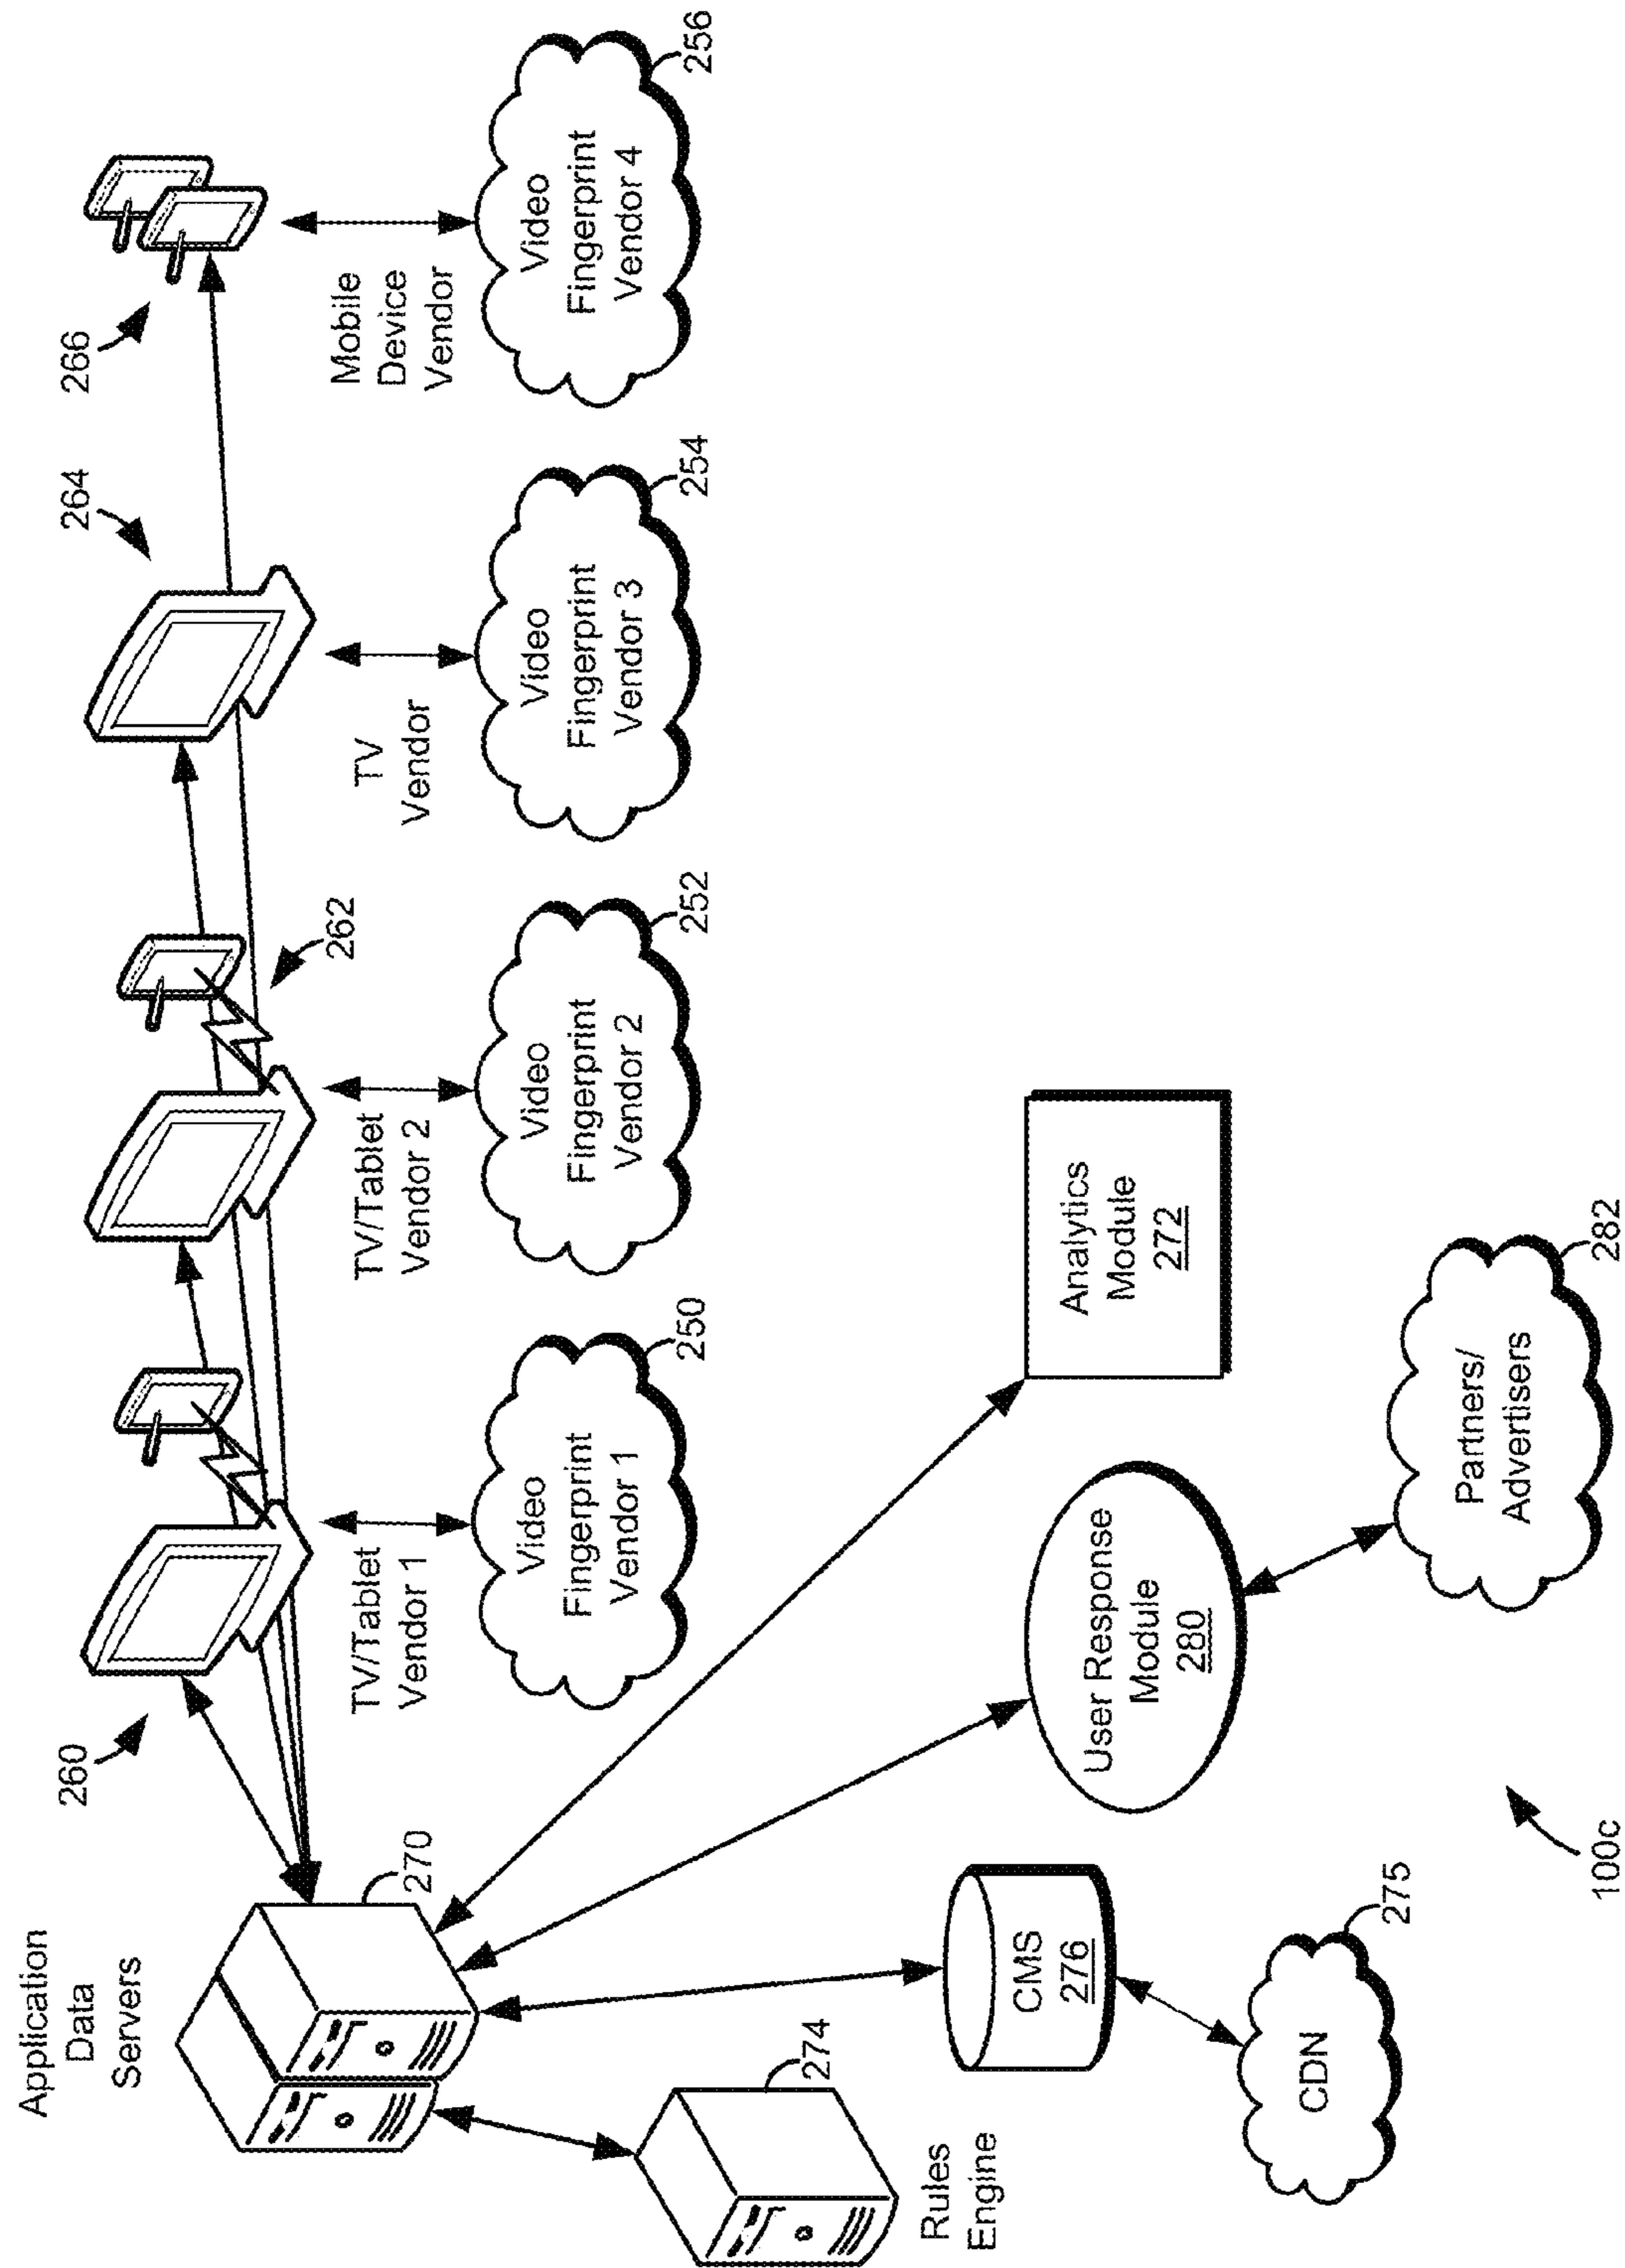 Application
Data
Servers
270
260
262
264
266
TV/Tablet
Vendor 1
TV/Tablet
Vendor 2
TV
Vendor
Mobile
Device
Vendor
Video
Fingerprint
Vendor 1
250
Video
Fingerprint
Vendor 2
252
Video
Fingerprint
Vendor 3
254
Video
Fingerprint
Vendor 4
256
274
Rules
Engine
CMS
276
CDN
275
User Response
Module
280
Analytics
Module
272
Partners/
Advertisers
282
100c